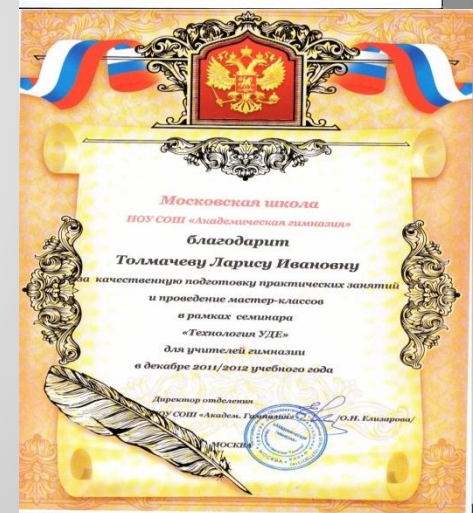 Московская школа
НОУ СОШ «Академическая гимназия»
благодарит
Толмачеву Ларису Ивановну
за качественную подготовку практических занятий
и проведение мастер-классов
в рамках семинара
«Технология УДЕ»
для учителей гимназии
в декабре 2011/2012 учебного года
Директор отделения
НОУ СОШ «Академ. Гимназия» /О.Н. Елизарова/
МОСКВА